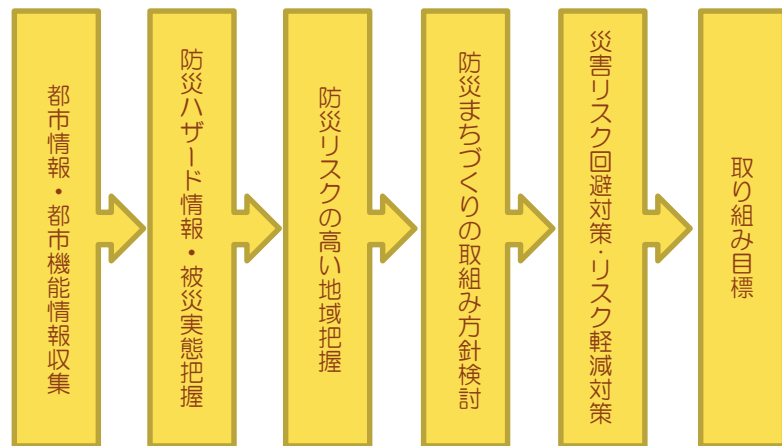 都市情報・都市機能情報収集
防災ハザード情報・被災実態把握
防災リスクの高い地域把握
防災まちづくりの取組み方針検討
災害リスク回避対策・リスク軽減対策
取り組み目標